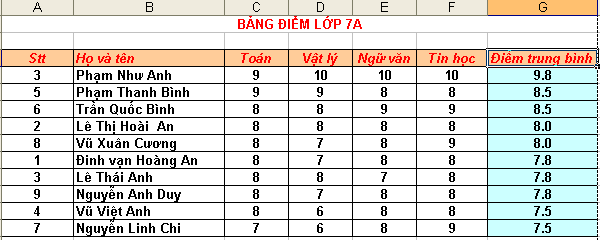 A B C D E F G
BẢNG ĐIỂM LỚP 7A
Stt Họ và tên Toán Vật lý Ngữ văn Tin học Điểm trung bình
3 Phạm Như Anh 9 10 10 10 9.8
5 Phạm Thanh Bình 9 9 8 8 8.5
6 Trần Quốc Bình 8 8 9 9 8.5
2 Lê Thị Hoài An 8 8 8 8 8.0
8 Vũ Xuân Cương 8 7 8 9 8.0
1 Đinh vạn Hoàng An 8 7 8 8 7.8
3 Lê Thái Anh 8 8 7 8 7.8
9 Nguyễn Anh Duy 8 7 8 8 7.8
4 Vũ Việt Anh 8 6 8 8 7.5
7 Nguyễn Linh Chi 7 6 8 9 7.5